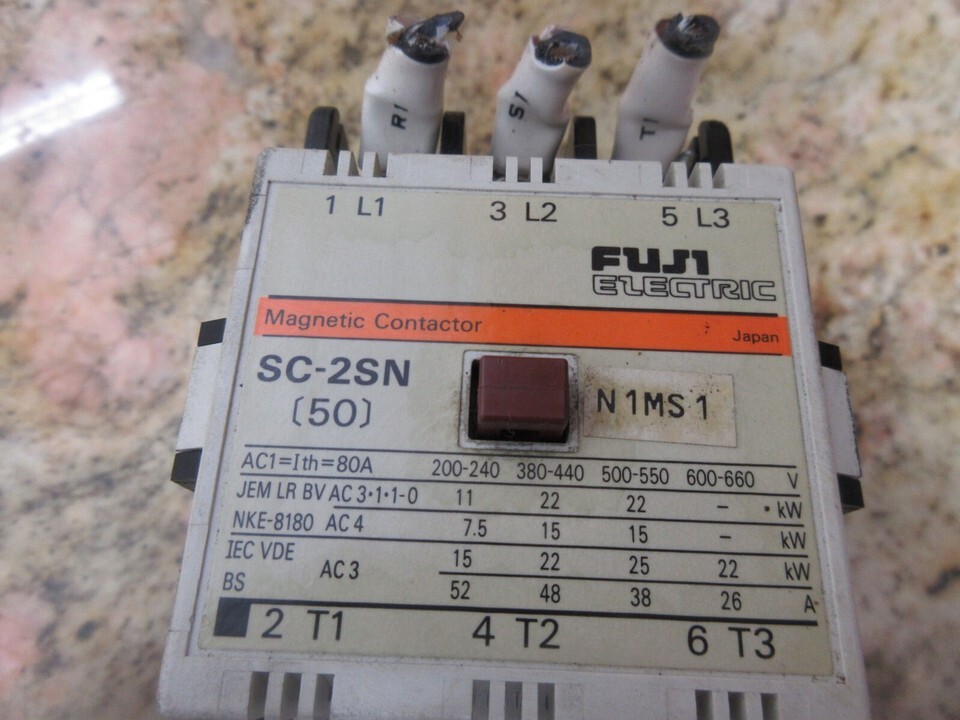 R1 S1 T1
1 L1 3 L2 5 L3
FUJI
ELECTRIC
Magnetic Contactor Japan
SC-2SN
(50)
N1MS1
AC1=Ith=80A 200-240 380-440 500-550 600-660 V
JEM LR BV AC3·1·1-0 11 22 22 – kW
NKE-8180 AC4 7.5 15 15 – kW
IEC VDE
BS
AC3
15 22 25 22 kW
52 48 38 26 A
2 T1 4 T2 6 T3